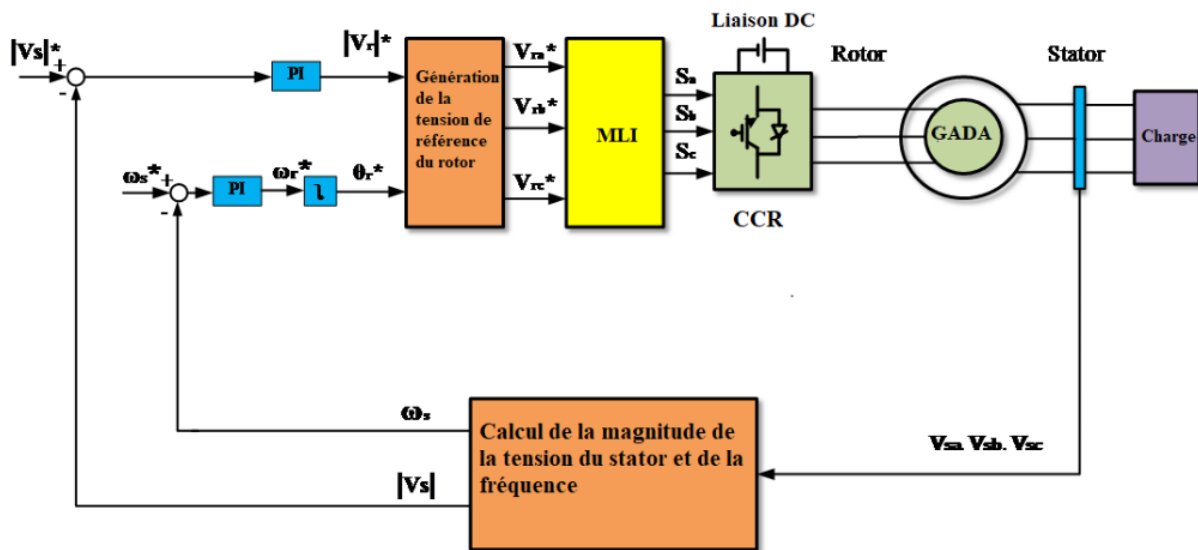 Liaison DC
|Vs|*
+
-
PI
|Vr|*
Génération
de la
tension de
référence
du rotor
Vra*
Vrb*
Vrc*
MLI
Sa
Sb
Sc
CCR
Rotor
GADA
Stator
Charge
ωs*
+
-
PI
ωr*
θr*
ωs
|Vs|
Calcul de la magnitude de
la tension du stator et de la
fréquence
Vsa. Vsb. Vsc